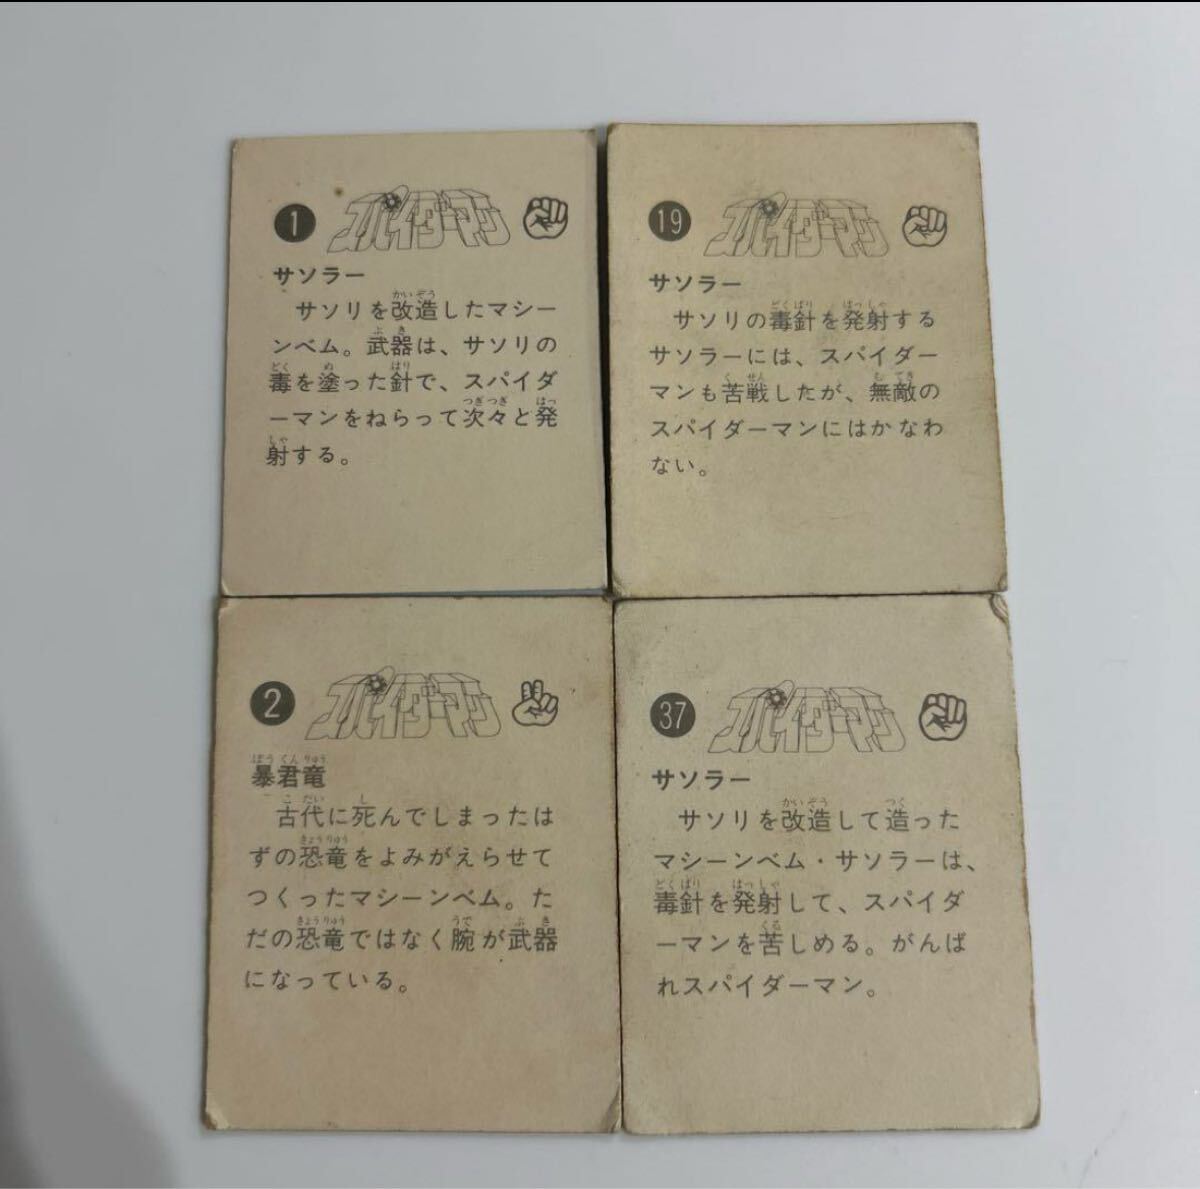 1 スパイダーマン
サソラー
サソリを改造したマシー
ンベム。武器は、サソリの
毒を塗った針で、スパイダ
ーマンをねらって次々と発
射する。
19 スパイダーマン
サソラー
サソリの毒針を発射する
サソラーには、スパイダー
マンも苦戦したが、無敵の
スパイダーマンにはかなわ
ない。
2 スパイダーマン
暴君竜
古代に死んでしまったは
ずの恐竜をよみがえらせて
つくったマシーンベム。た
だの恐竜ではなく腕が武器
になっている。
37 スパイダーマン
サソラー
サソリを改造して造った
マシーンベム・サソラーは、
毒針を発射して、スパイダ
ーマンを苦しめる。がんば
れスパイダーマン。